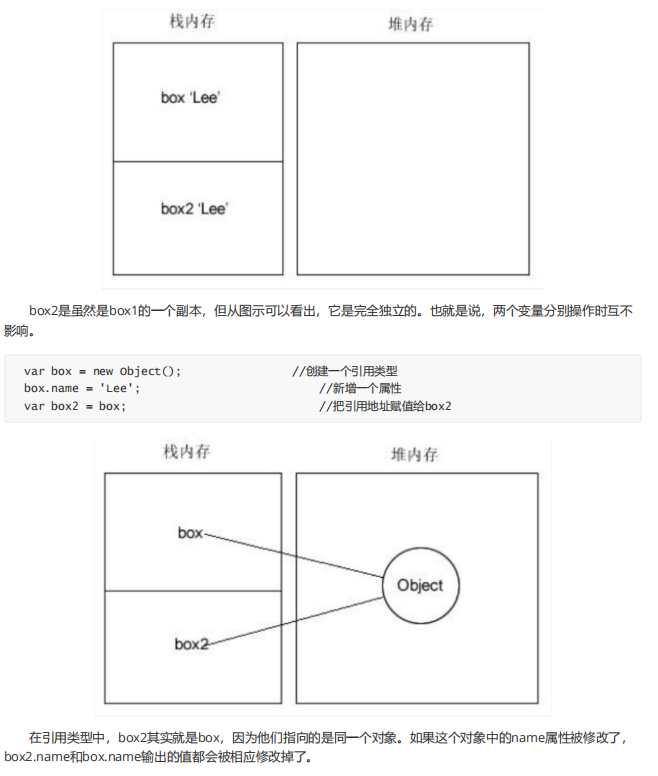 栈内存 堆内存
box ‘Lee’
box2 ‘Lee’
box2是虽然是box1的一个副本，但从图示可以看出，它是完全独立的。也就是说，两个变量分别操作时互不
影响。
var box = new Object(); //创建一个引用类型
box.name = 'Lee'; //新增一个属性
var box2 = box; //把引用地址赋值给box2
栈内存 堆内存
box
Object
box2
在引用类型中，box2其实就是box，因为他们指向的是同一个对象。如果这个对象中的name属性被修改了，
box2.name和box.name输出的值都会被相应修改掉了。